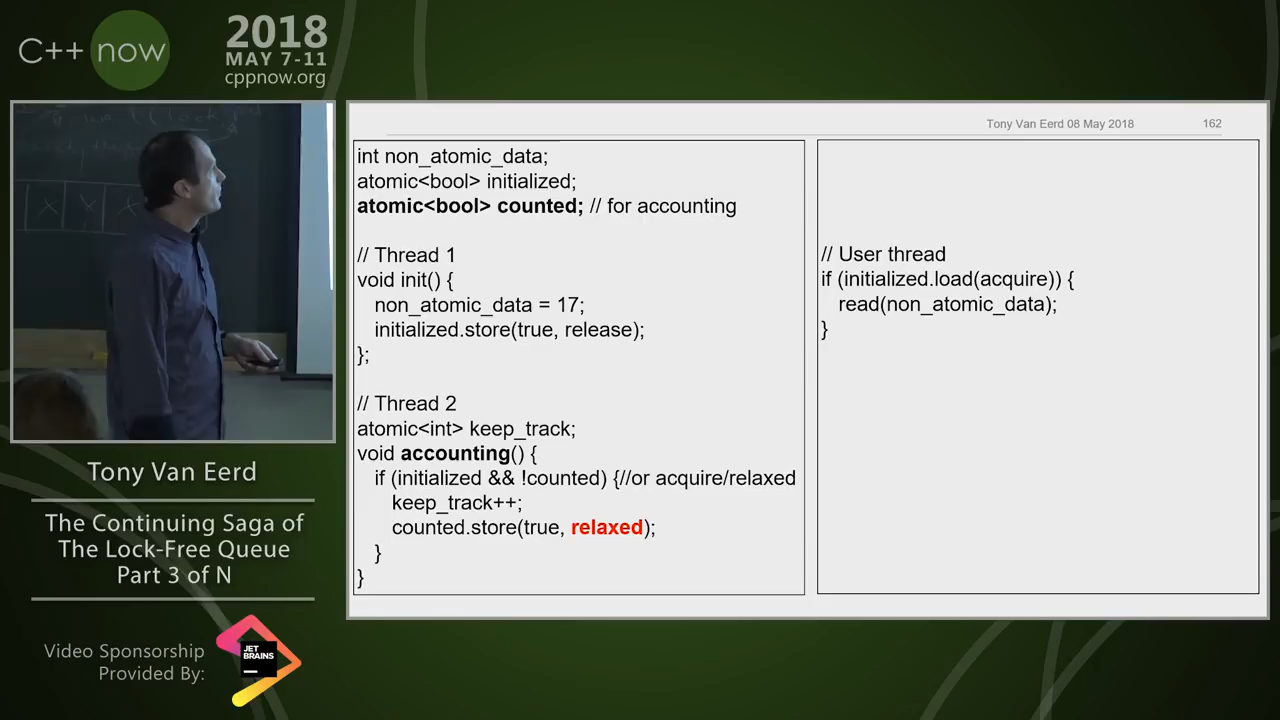 C++ now
2018
MAY 7-11
cppnow.org
Tony Van Eerd 08 May 2018 162
int non_atomic_data;
atomic<bool> initialized;
atomic<bool> counted; // for accounting
// Thread 1
void init() {
non_atomic_data = 17;
initialized.store(true, release);
};
// Thread 2
atomic<int> keep_track;
void accounting() {
if (initialized && !counted) {//or acquire/relaxed
keep_track++;
counted.store(true, relaxed);
}
}
// User thread
if (initialized.load(acquire)) {
read(non_atomic_data);
}
Tony Van Eerd
The Continuing Saga of
The Lock-Free Queue
Part 3 of N
Video Sponsorship
Provided By:
JET
BRAINS